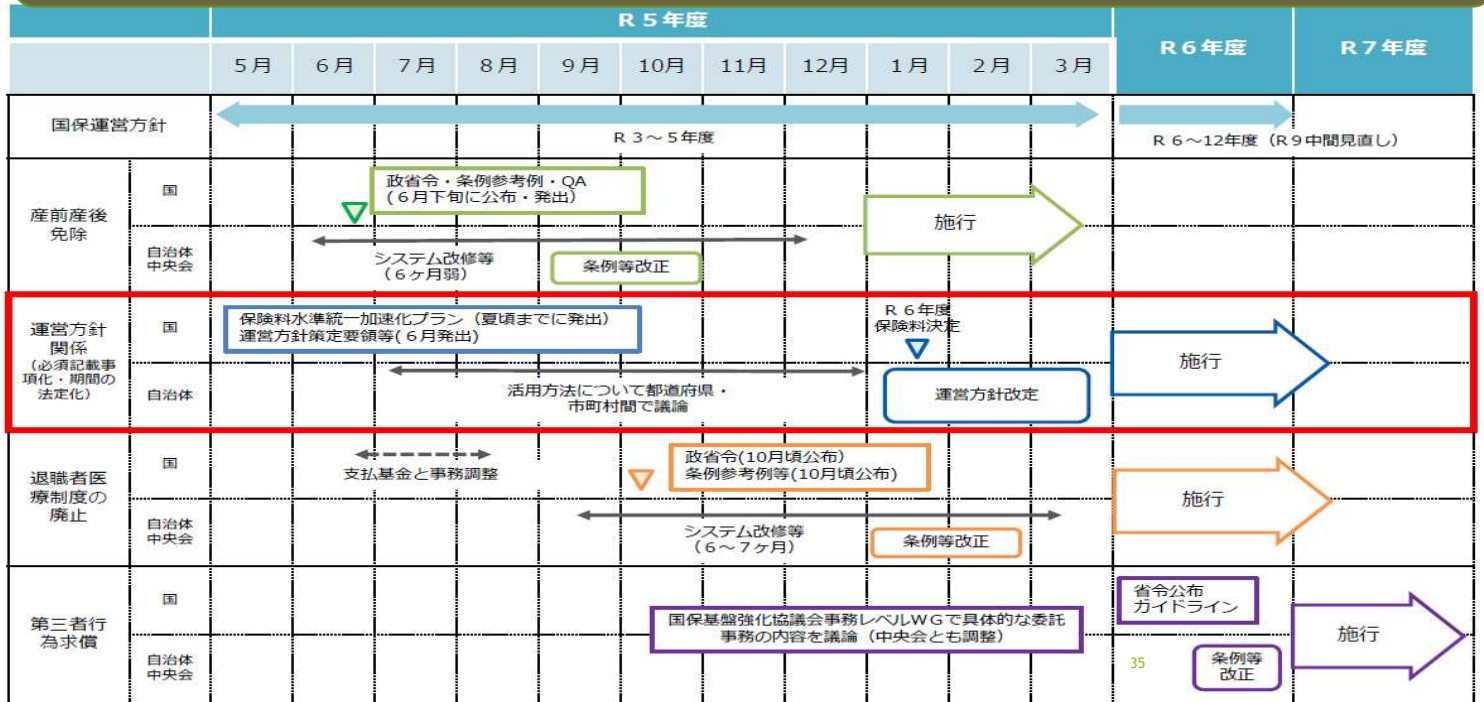 R5年度
R6年度
R7年度
5月 6月 7月 8月 9月 10月 11月 12月 1月 2月 3月
国保運営方針
R3～5年度
R6～12年度（R9中間見直し）
産前産後
免除
国
政省令・条例参考例・QA
(6月下旬に公布・発出)
自治体
中央会
システム改修等
(6ヶ月弱)
条例等改正
施行
運営方針
関係
(必須記載事
項化・期間の
法定化)
国
保険料水準統一加速化プラン（夏頃までに発出）
運営方針策定要領等(6月発出)
R6年度
保険料決定
自治体
活用方法について都道府県・
市町村間で議論
運営方針改定
施行
退職者医
療制度の
廃止
国
支払基金と事務調整
政省令(10月頃公布)
条例参考例等(10月頃公布)
自治体
中央会
システム改修等
(6～7ヶ月)
条例等改正
施行
第三者行
為求償
国
国保基盤強化協議会事務レベルWGで具体的な委託
事務の内容を議論（中央会とも調整）
省令公布
ガイドライン
自治体
中央会
35
条例等
改正
施行